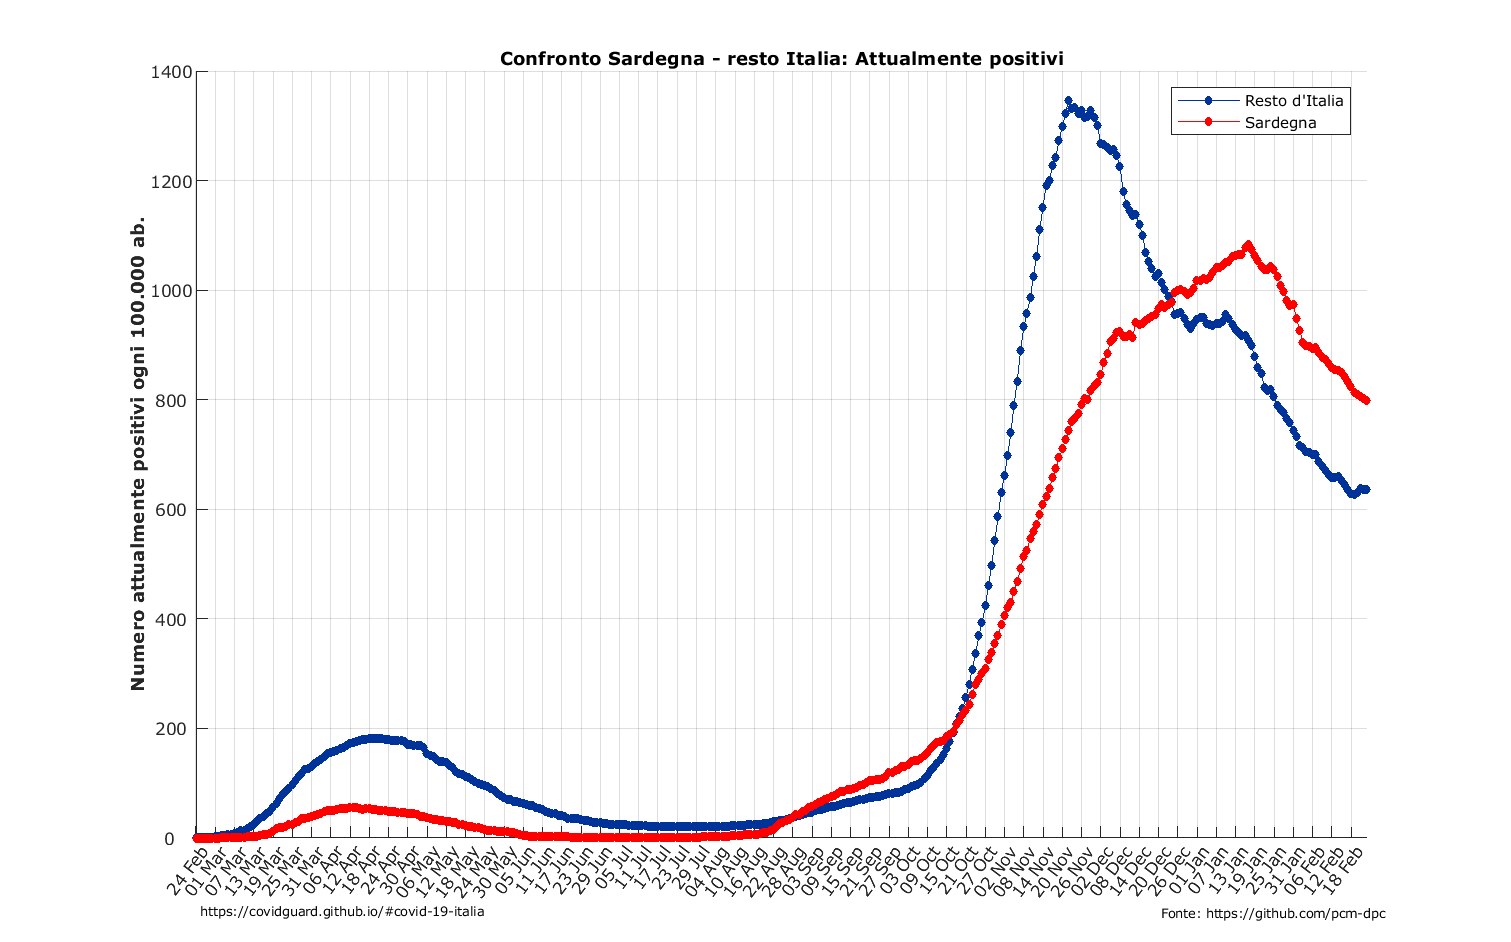 Confronto Sardegna - resto Italia: Attualmente positivi
Resto d'Italia
Sardegna
Numero attualmente positivi ogni 100.000 ab.
1400
1200
1000
800
600
400
200
0
24 Feb
01 Mar
07 Mar
13 Mar
19 Mar
25 Mar
31 Mar
06 Apr
12 Apr
18 Apr
24 Apr
30 Apr
06 May
12 May
18 May
24 May
30 May
05 Jun
11 Jun
17 Jun
23 Jun
29 Jun
05 Jul
11 Jul
17 Jul
23 Jul
29 Jul
04 Aug
10 Aug
16 Aug
22 Aug
28 Aug
03 Sep
09 Sep
15 Sep
21 Sep
27 Sep
03 Oct
09 Oct
15 Oct
21 Oct
27 Oct
02 Nov
08 Nov
14 Nov
20 Nov
26 Nov
02 Dec
08 Dec
14 Dec
20 Dec
26 Dec
01 Jan
07 Jan
13 Jan
19 Jan
25 Jan
31 Jan
06 Feb
12 Feb
18 Feb
https://covidguard.github.io/#covid-19-italia
Fonte: https://github.com/pcm-dpc